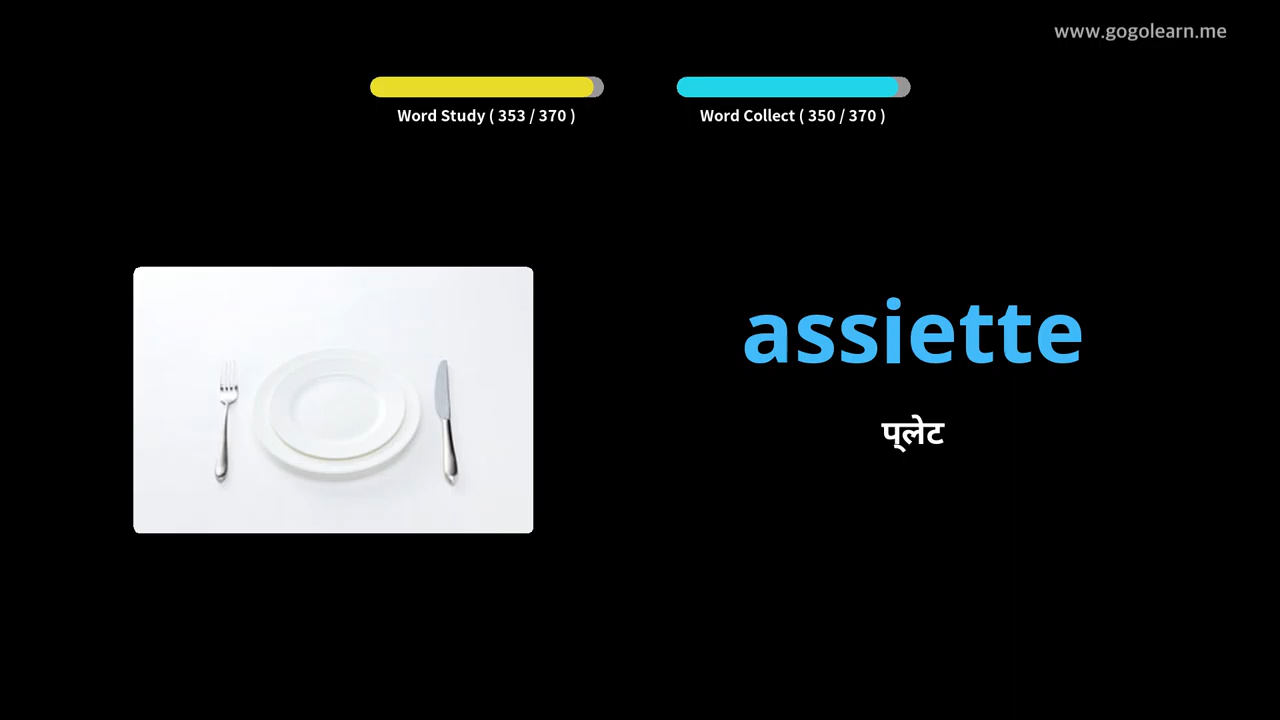 www.gogolearn.me
Word Study ( 353 / 370 )
Word Collect ( 350 / 370 )
assiette
प्लेट